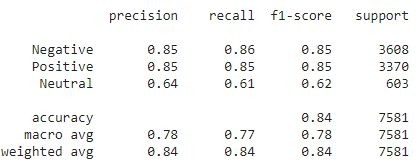 precision recall f1-score support
Negative 0.85 0.86 0.85 3608
Positive 0.85 0.85 0.85 3370
Neutral 0.64 0.61 0.62 603
accuracy 0.84 7581
macro avg 0.78 0.77 0.78 7581
weighted avg 0.84 0.84 0.84 7581